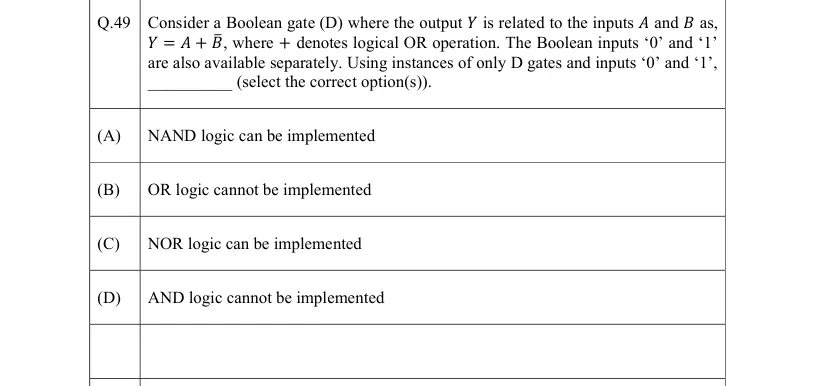 Q.49 Consider a Boolean gate (D) where the output Y is related to the inputs A and B as,
Y = A + B̄, where + denotes logical OR operation. The Boolean inputs ‘0’ and ‘1’
are also available separately. Using instances of only D gates and inputs ‘0’ and ‘1’,
__________ (select the correct option(s)).
(A) NAND logic can be implemented
(B) OR logic cannot be implemented
(C) NOR logic can be implemented
(D) AND logic cannot be implemented